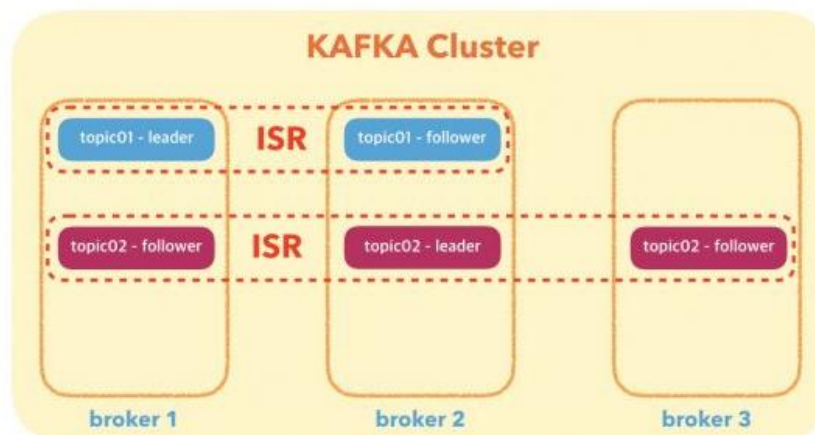 KAFKA Cluster
topic01 - leader
ISR
topic01 - follower
topic02 - follower
ISR
topic02 - leader
topic02 - follower
broker 1
broker 2
broker 3